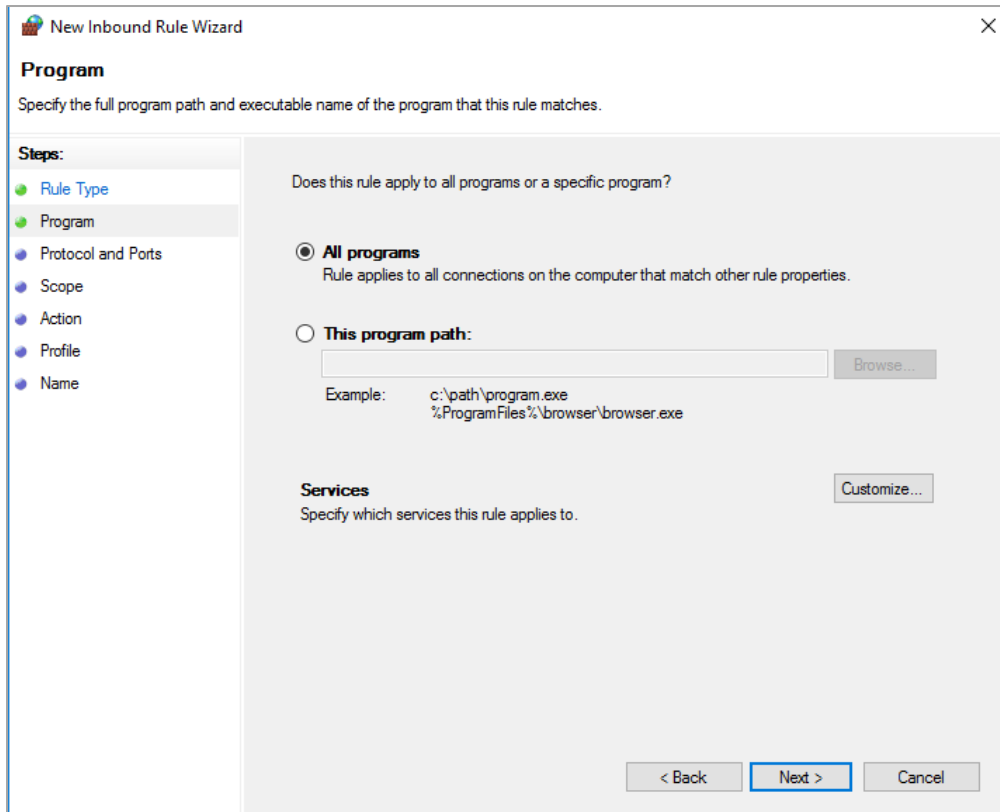 New Inbound Rule Wizard
Program
Specify the full program path and executable name of the program that this rule matches.
Steps:
Rule Type
Program
Protocol and Ports
Scope
Action
Profile
Name
Does this rule apply to all programs or a specific program?
All programs
Rule applies to all connections on the computer that match other rule properties.
This program path:
Browse...
Example: c:\path\program.exe
%ProgramFiles%\browser\browser.exe
Services
Customize...
Specify which services this rule applies to.
< Back Next > Cancel